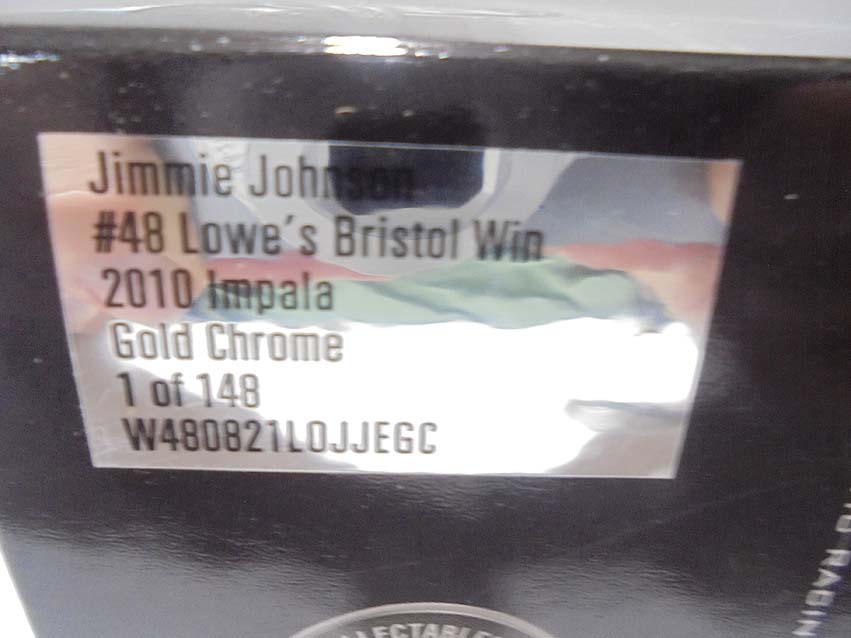 Jimmie Johnson
#48 Lowe's Bristol Win
2010 Impala
Gold Chrome
1 of 148
W480821LOJJEGC